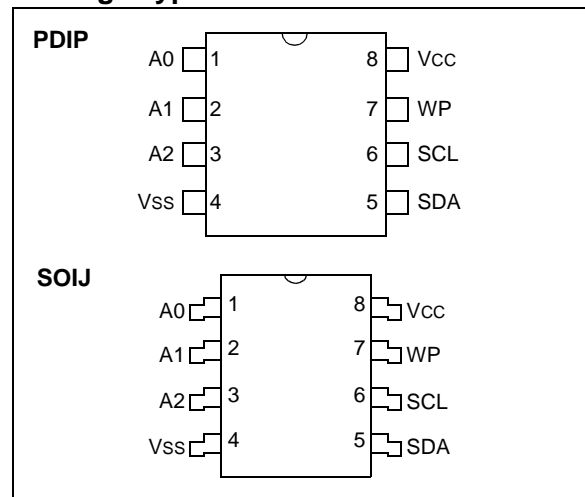 PDIP
A0 1 8 VCC
A1 2 7 WP
A2 3 6 SCL
VSS 4 5 SDA
SOIJ
A0 1 8 VCC
A1 2 7 WP
A2 3 6 SCL
VSS 4 5 SDA